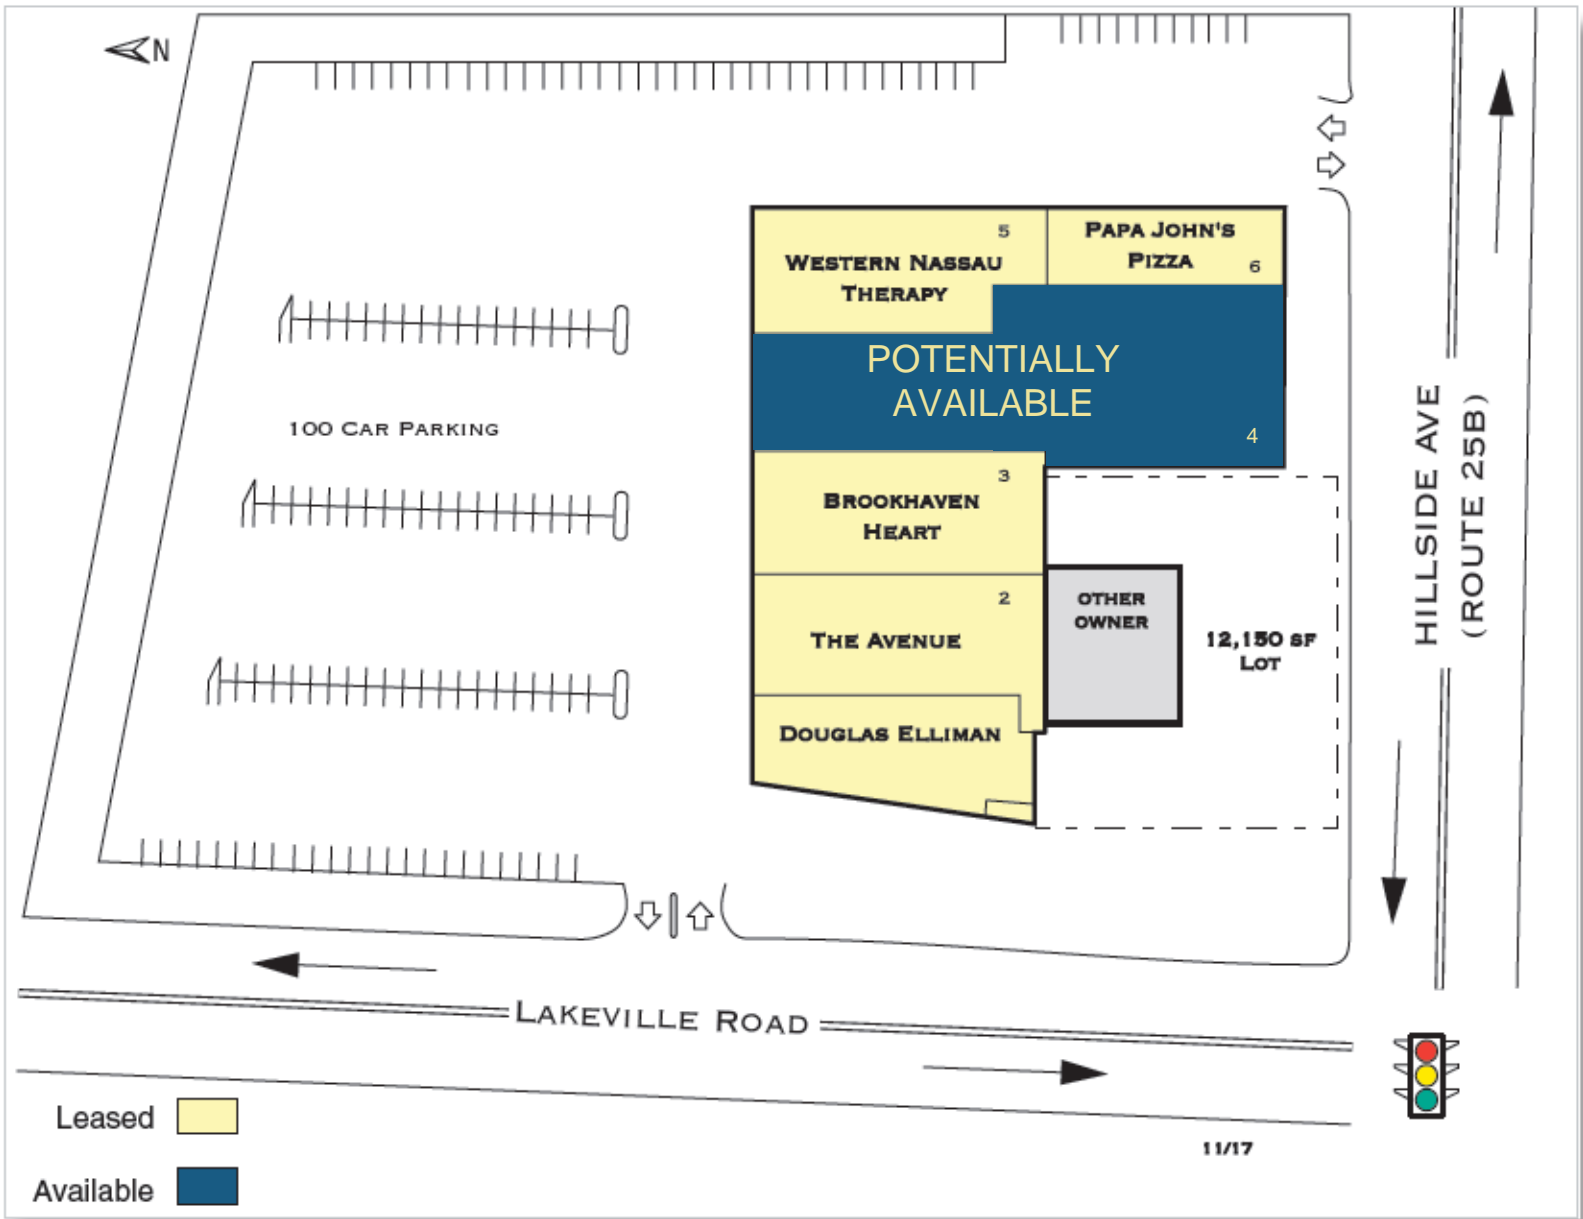 N
5
WESTERN NASSAU
THERAPY
PAPA JOHN'S
PIZZA
6
POTENTIALLY
AVAILABLE
4
100 CAR PARKING
3
BROOKHAVEN
HEART
2
THE AVENUE
OTHER
OWNER
12,150 SF
LOT
DOUGLAS ELLIMAN
HILLSIDE AVE
(ROUTE 25B)
LAKEVILLE ROAD
Leased
11/17
Available